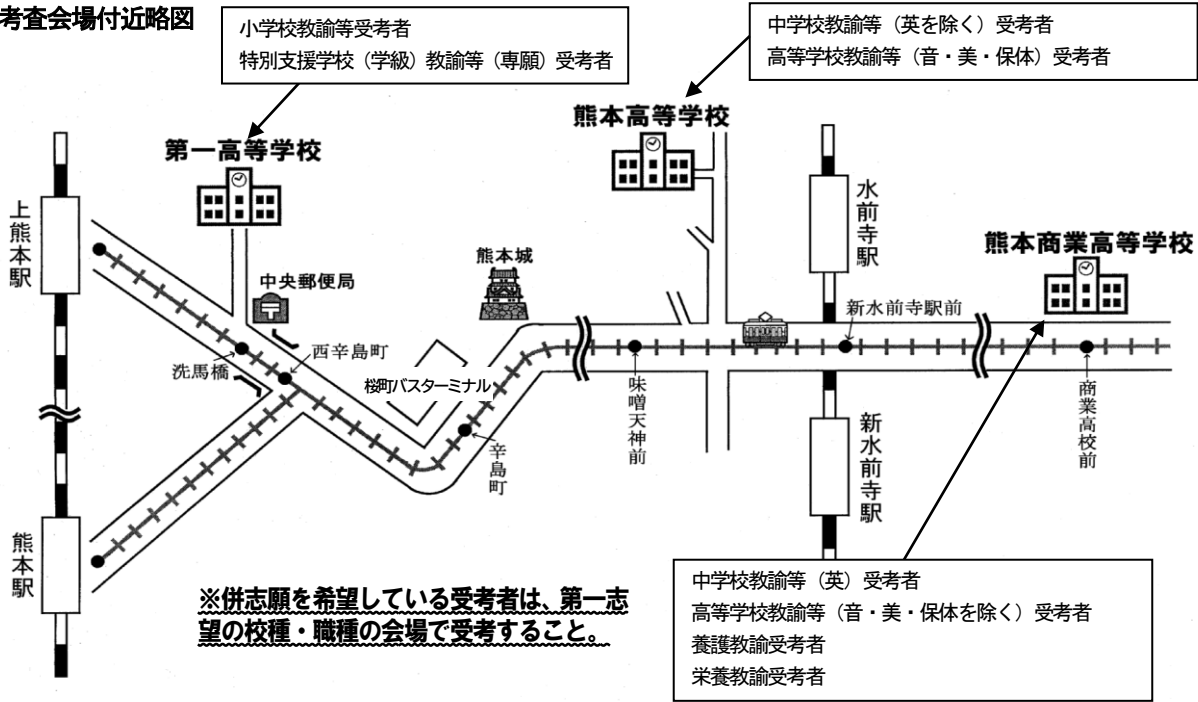 考査会場付近略図
小学校教諭等受考者
特別支援学校（学級）教諭等（専願）受考者
中学校教諭等（英を除く）受考者
高等学校教諭等（音・美・保体）受考者
第一高等学校
熊本高等学校
熊本商業高等学校
上熊本駅
中央郵便局
熊本城
水前寺駅
洗馬橋
西辛島町
桜町バスターミナル
辛島町
味噌天神前
新水前寺駅前
商業高校前
新水前寺駅
熊本駅
※併志願を希望している受考者は、第一志
望の校種・職種の会場で受考すること。
中学校教諭等（英）受考者
高等学校教諭等（音・美・保体を除く）受考者
養護教諭受考者
栄養教諭受考者